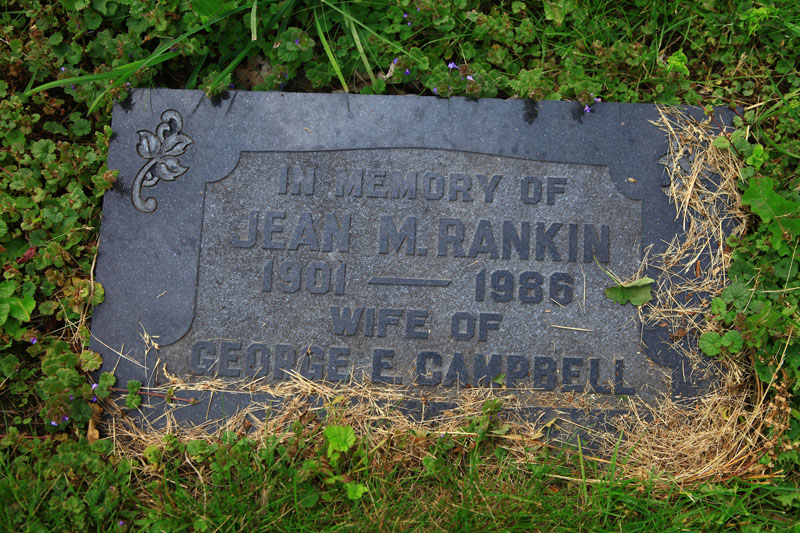 IN MEMORY OF
JEAN M. RANKIN
1901 — 1986
WIFE OF
GEORGE E. CAMPBELL